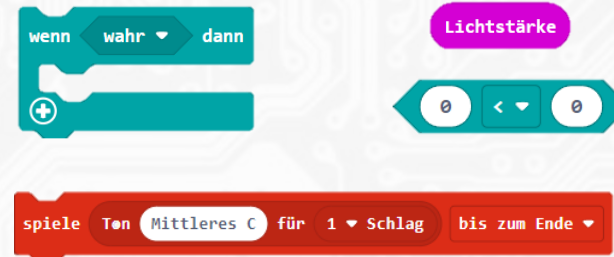 wenn wahr dann
Lichtstärke
0 < 0
spiele Ton Mittleres C für 1 Schlag bis zum Ende